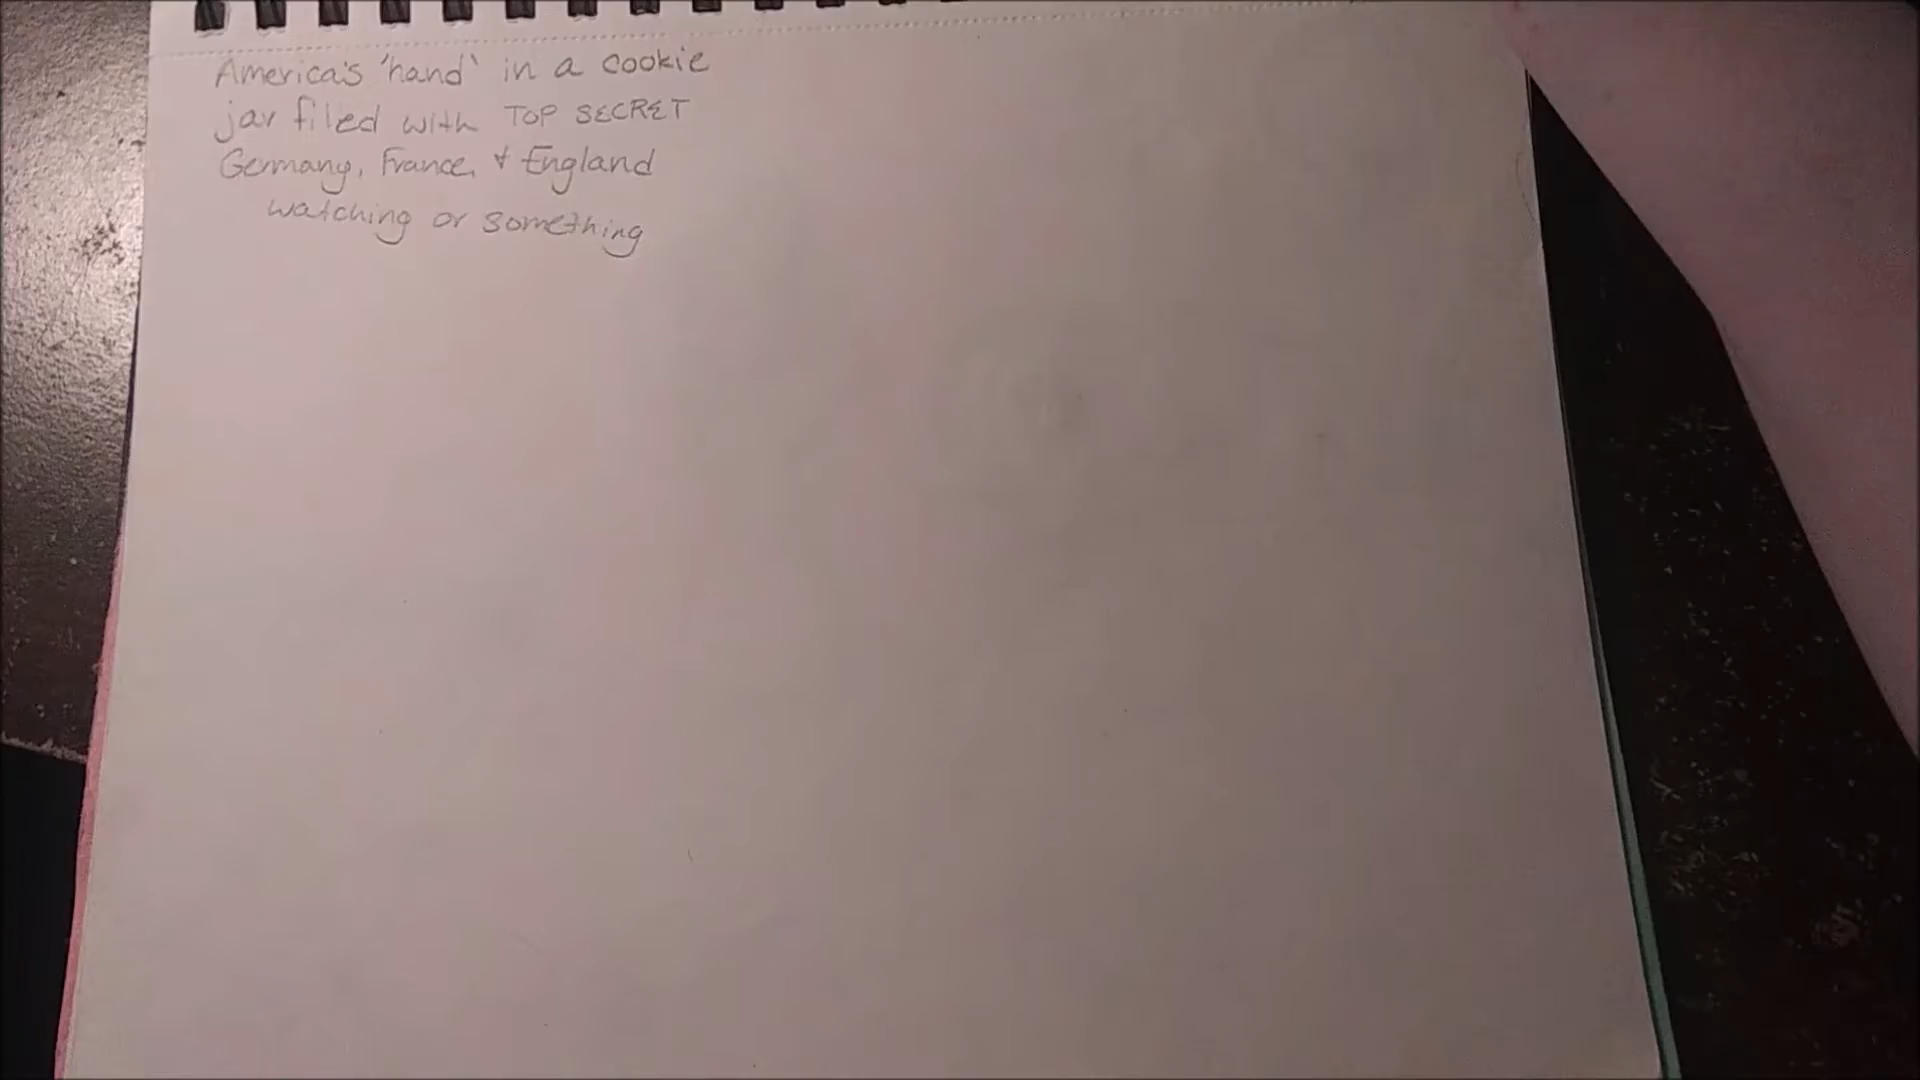 America's 'hand' in a cookie
jar filed with TOP SECRET
Germany, France, & England
watching or something